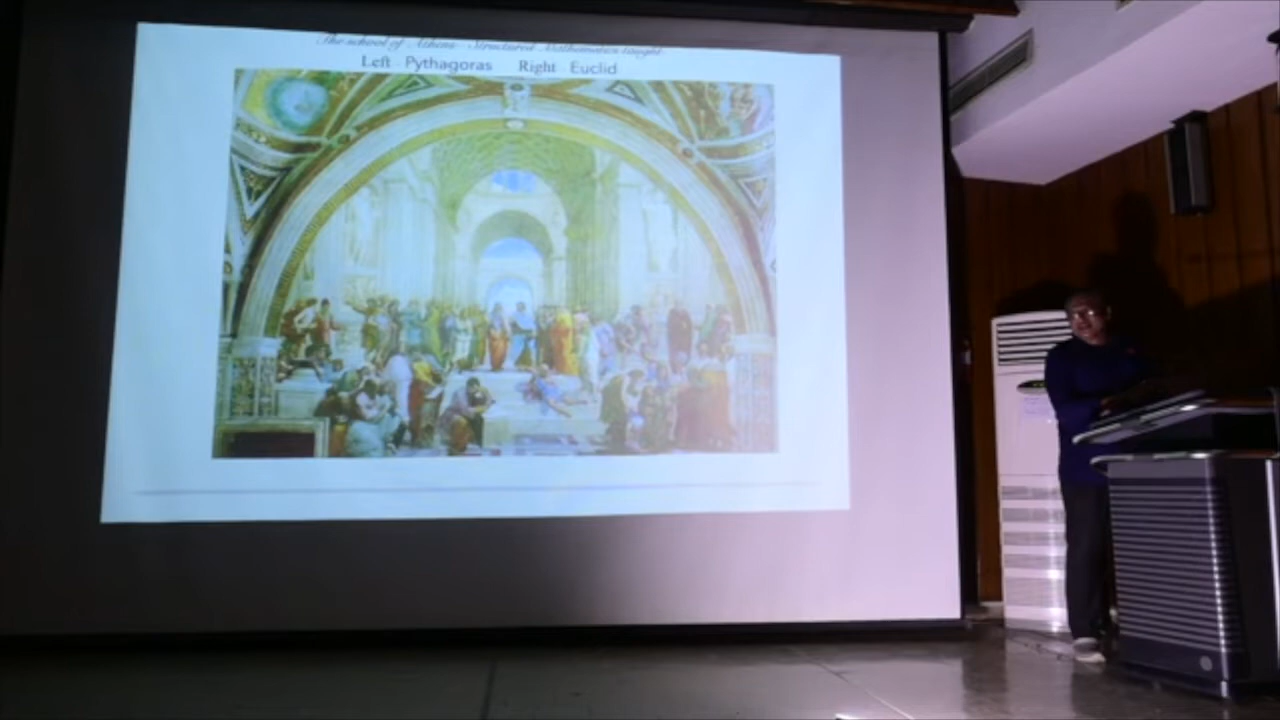 The school of Athens - Structured Mathematics taught
Left - Pythagoras Right - Euclid